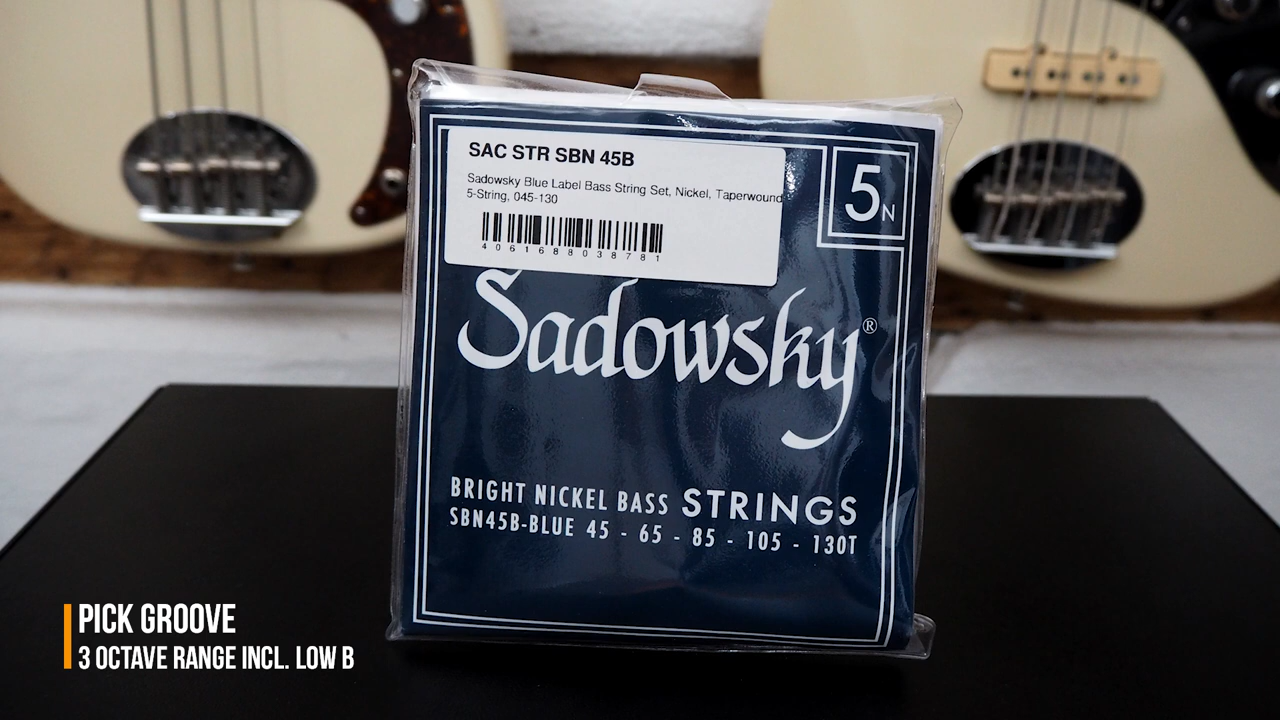 SAC STR SBN 45B
Sadowsky Blue Label Bass String Set, Nickel, Taperwound
5-String, 045-130
4061688038781
5N
Sadowsky®
BRIGHT NICKEL BASS STRINGS
SBN45B-BLUE 45 - 65 - 85 - 105 - 130T
PICK GROOVE
3 OCTAVE RANGE INCL. LOW B